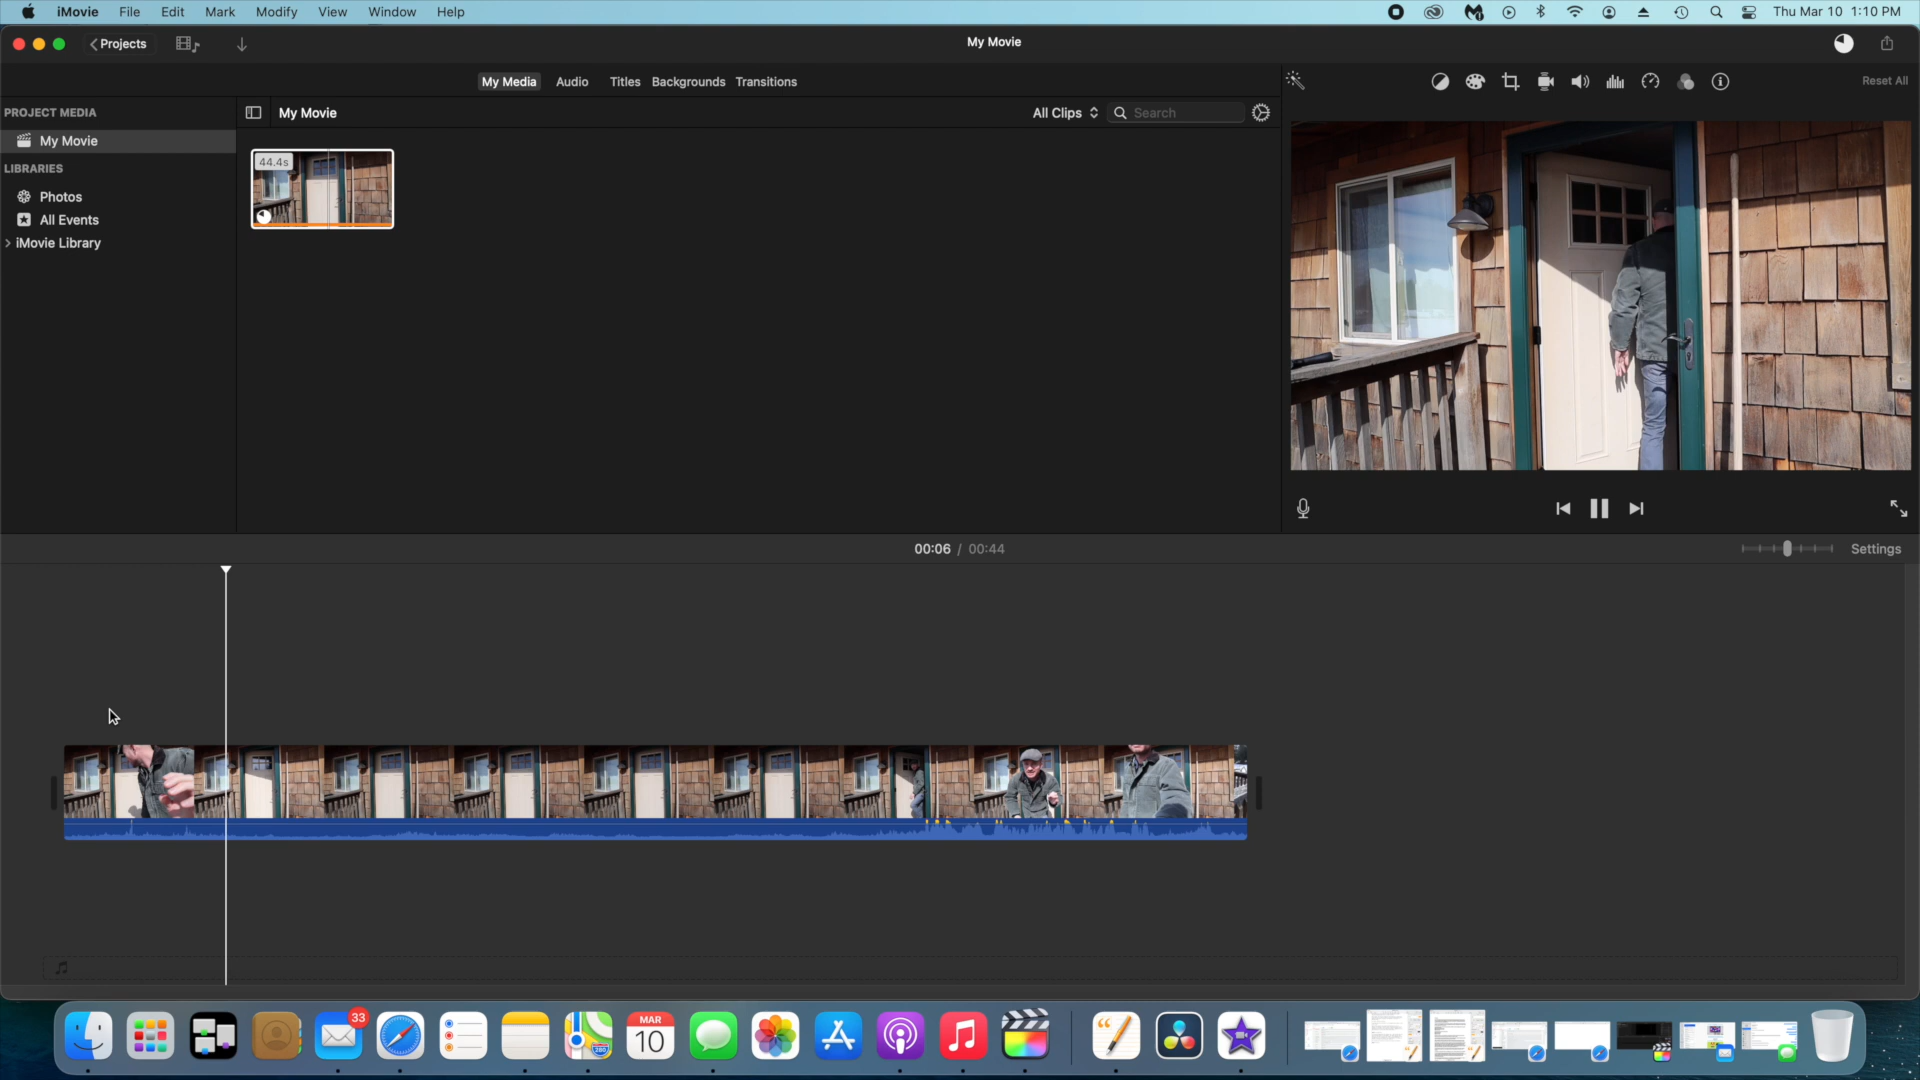 iMovie File Edit Mark Modify View Window Help Thu Mar 10 1:10 PM
Projects My Movie
My Media Audio Titles Backgrounds Transitions Reset All
PROJECT MEDIA My Movie All Clips Search
My Movie
LIBRARIES
44.4s
Photos
All Events
iMovie Library
00:06 / 00:44 Settings
33
MAR
10
280